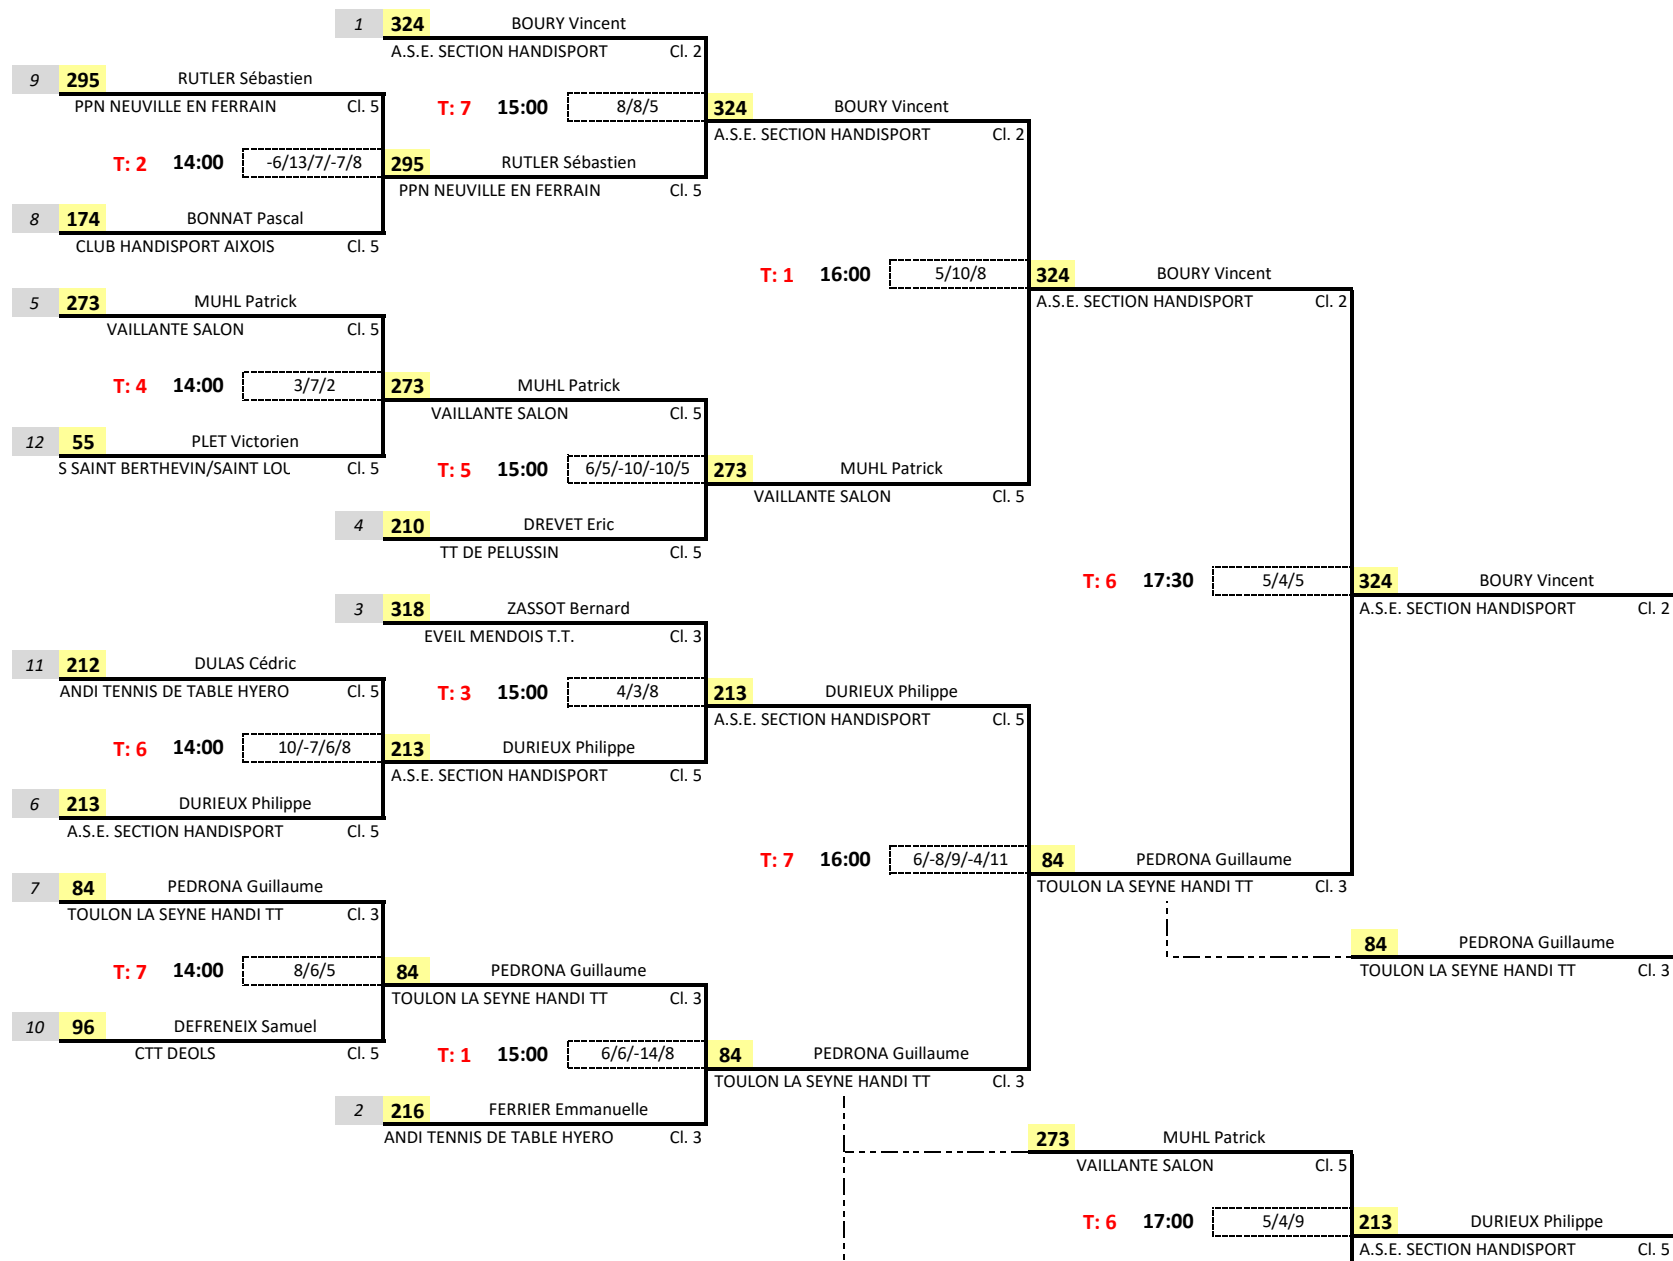 1 324 BOURY Vincent
A.S.E. SECTION HANDISPORT Cl. 2
9 295 RUTLER Sébastien
PPN NEUVILLE EN FERRAIN Cl. 5
T: 7 15:00 8/8/5 324 BOURY Vincent
A.S.E. SECTION HANDISPORT Cl. 2
T: 2 14:00 -6/13/7/-7/8 295 RUTLER Sébastien
PPN NEUVILLE EN FERRAIN Cl. 5
8 174 BONNAT Pascal
CLUB HANDISPORT AIXOIS Cl. 5
T: 1 16:00 5/10/8 324 BOURY Vincent
A.S.E. SECTION HANDISPORT Cl. 2
5 273 MUHL Patrick
VAILLANTE SALON Cl. 5
T: 4 14:00 3/7/2 273 MUHL Patrick
VAILLANTE SALON Cl. 5
12 55 PLET Victorien
S SAINT BERTHEVIN/SAINT LOU Cl. 5
T: 5 15:00 6/5/-10/-10/5 273 MUHL Patrick
VAILLANTE SALON Cl. 5
4 210 DREVET Eric
TT DE PELUSSIN Cl. 5
T: 6 17:30 5/4/5 324 BOURY Vincent
A.S.E. SECTION HANDISPORT Cl. 2
3 318 ZASSOT Bernard
EVEIL MENDOIS T.T. Cl. 3
11 212 DULAS Cédric
ANDI TENNIS DE TABLE HYERO Cl. 5
T: 3 15:00 4/3/8 213 DURIEUX Philippe
A.S.E. SECTION HANDISPORT Cl. 5
T: 6 14:00 10/-7/6/8 213 DURIEUX Philippe
A.S.E. SECTION HANDISPORT Cl. 5
6 213 DURIEUX Philippe
A.S.E. SECTION HANDISPORT Cl. 5
T: 7 16:00 6/-8/9/-4/11 84 PEDRONA Guillaume
TOULON LA SEYNE HANDI TT Cl. 3
7 84 PEDRONA Guillaume
TOULON LA SEYNE HANDI TT Cl. 3
84 PEDRONA Guillaume
TOULON LA SEYNE HANDI TT Cl. 3
T: 7 14:00 8/6/5 84 PEDRONA Guillaume
TOULON LA SEYNE HANDI TT Cl. 3
10 96 DEFRENEIX Samuel
CTT DEOLS Cl. 5
T: 1 15:00 6/6/-14/8 84 PEDRONA Guillaume
TOULON LA SEYNE HANDI TT Cl. 3
2 216 FERRIER Emmanuelle
ANDI TENNIS DE TABLE HYERO Cl. 3
273 MUHL Patrick
VAILLANTE SALON Cl. 5
T: 6 17:00 5/4/9 213 DURIEUX Philippe
A.S.E. SECTION HANDISPORT Cl. 5